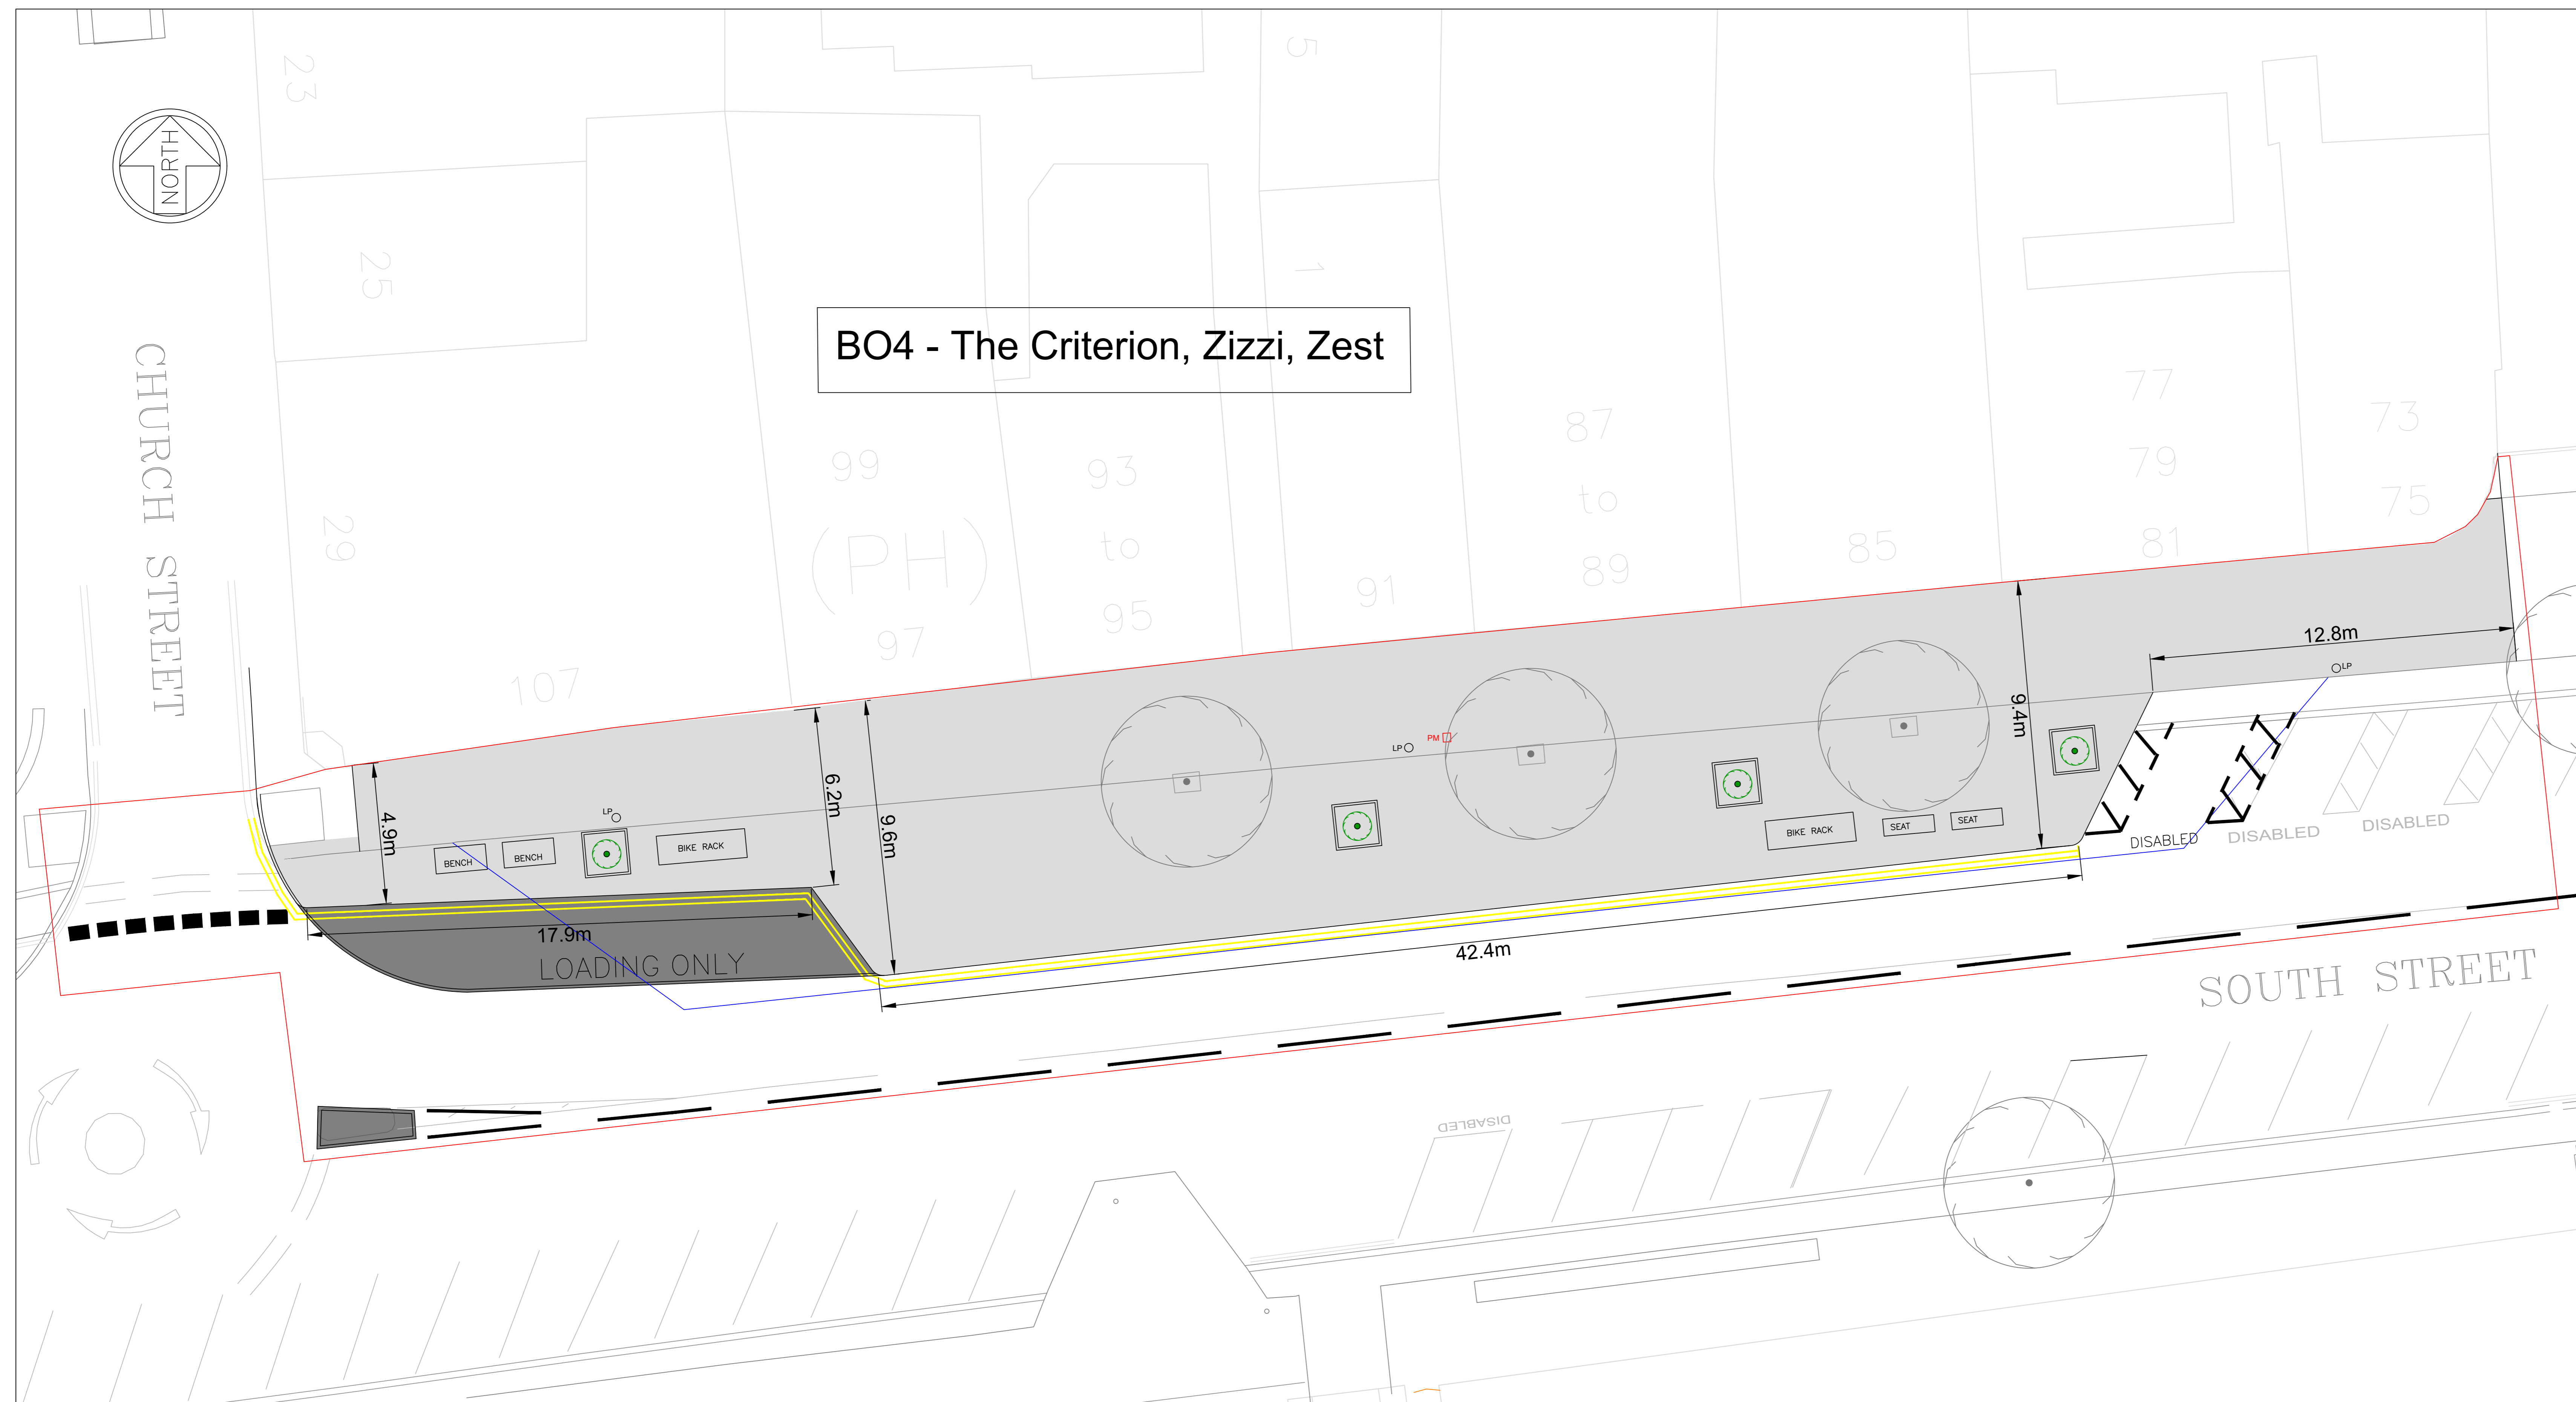 23
5
NORTH
25
1
BO4 - The Criterion, Zizzi, Zest
CHURCH STREET
29
107
99
(PH)
97
93
to
95
91
87
to
89
85
77
79
81
73
75
12.8m
LP
9.4m
PM
LP
6.2m
9.6m
4.9m
LP
BENCH
BENCH
BIKE RACK
BIKE RACK
SEAT
SEAT
DISABLED
DISABLED
DISABLED
17.9m
LOADING ONLY
42.4m
SOUTH STREET
DISABLED